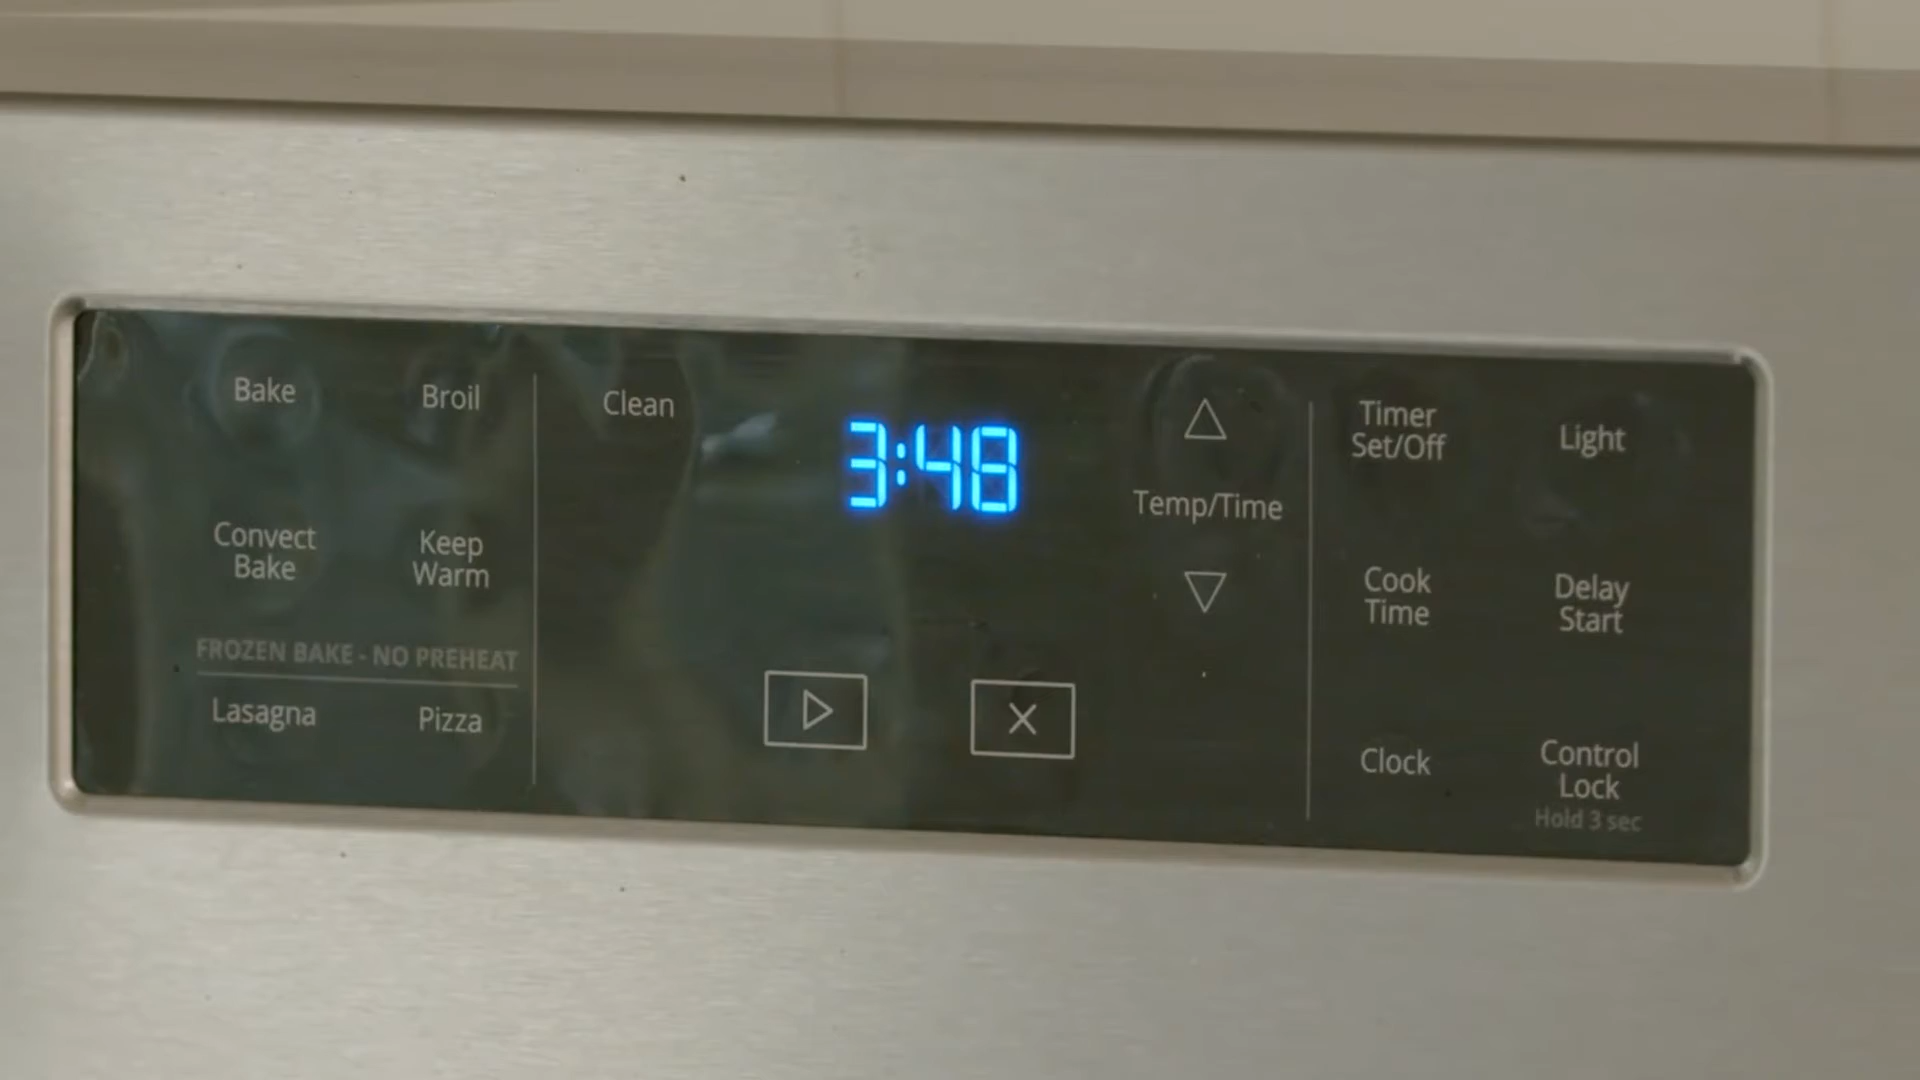 Bake
Broil
Clean
3:48
Temp/Time
Timer
Set/Off
Light
Convect
Bake
Keep
Warm
Cook
Time
Delay
Start
FROZEN BAKE - NO PREHEAT
Lasagna
Pizza
Clock
Control
Lock
Hold 3 sec